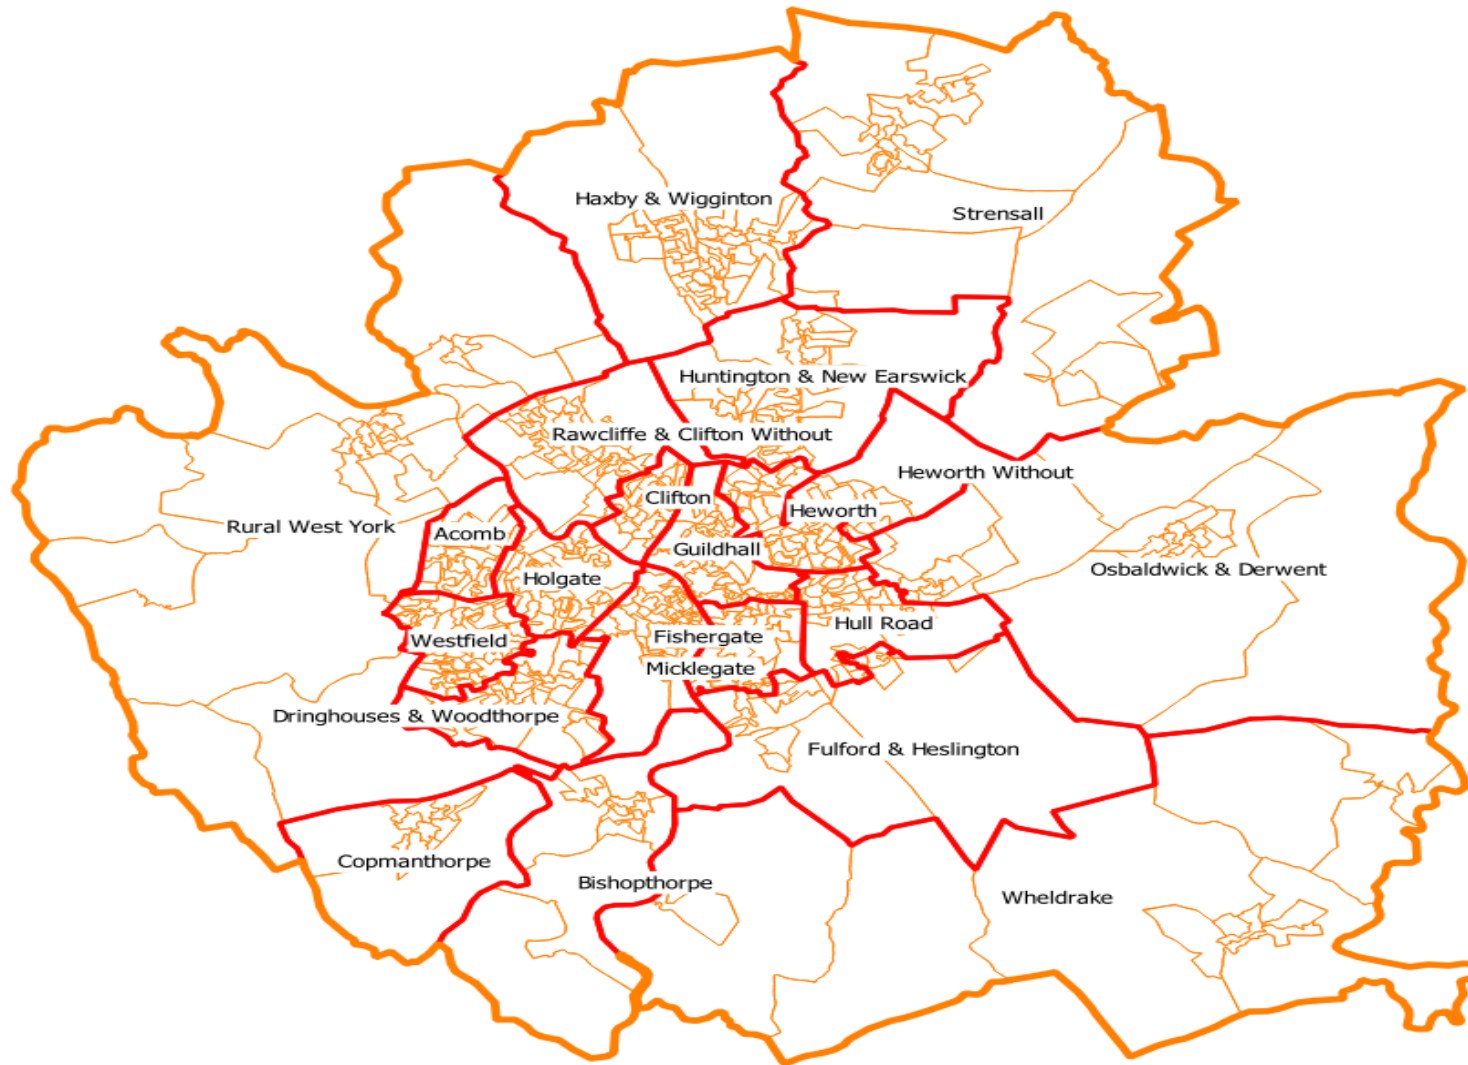 Haxby & Wigginton
Strensall
Huntington & New Earswick
Rawcliffe & Clifton Without
Heworth Without
Clifton
Heworth
Rural West York
Acomb
Guildhall
Osbaldwick & Derwent
Holgate
Hull Road
Westfield
Fishergate
Micklegate
Dringhouses & Woodthorpe
Fulford & Heslington
Copmanthorpe
Bishopthorpe
Wheldrake